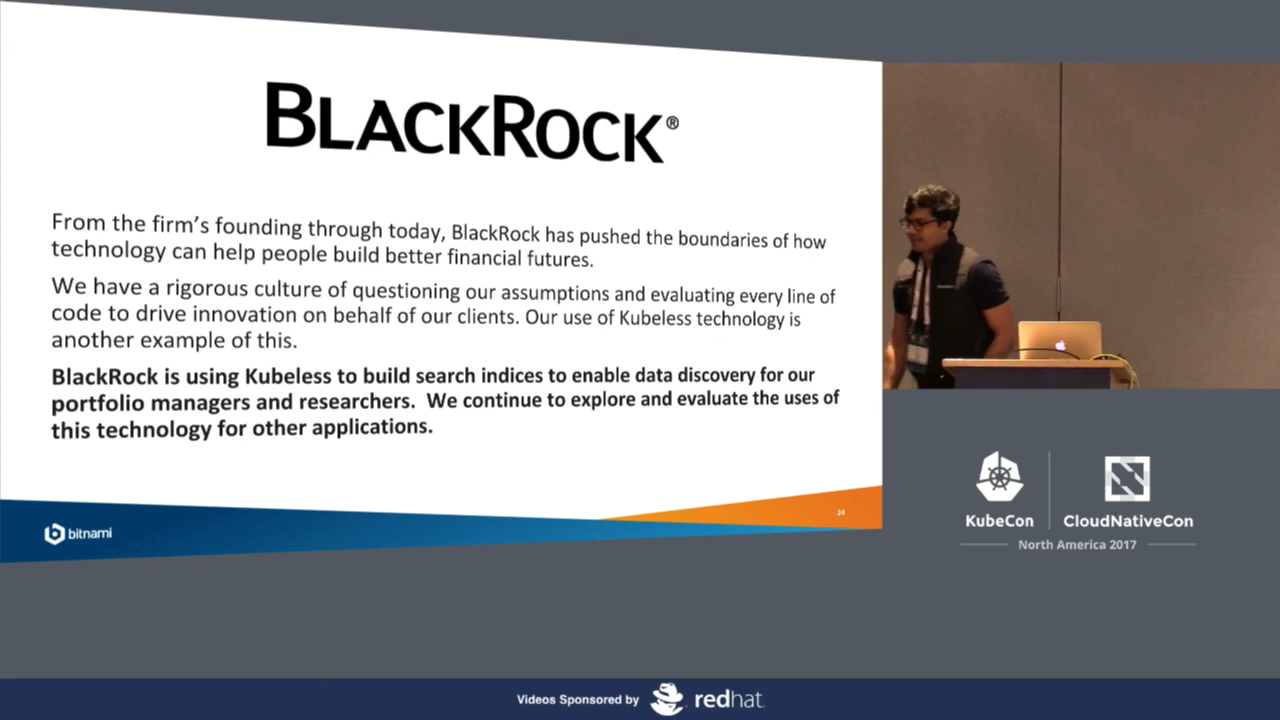 BLACKROCK®
From the firm's founding through today, BlackRock has pushed the boundaries of how
technology can help people build better financial futures.
We have a rigorous culture of questioning our assumptions and evaluating every line of
code to drive innovation on behalf of our clients. Our use of Kubeless technology is
another example of this.
BlackRock is using Kubeless to build search indices to enable data discovery for our
portfolio managers and researchers. We continue to explore and evaluate the uses of
this technology for other applications.
bitnami
24
KubeCon
CloudNativeCon
North America 2017
Videos Sponsored by redhat